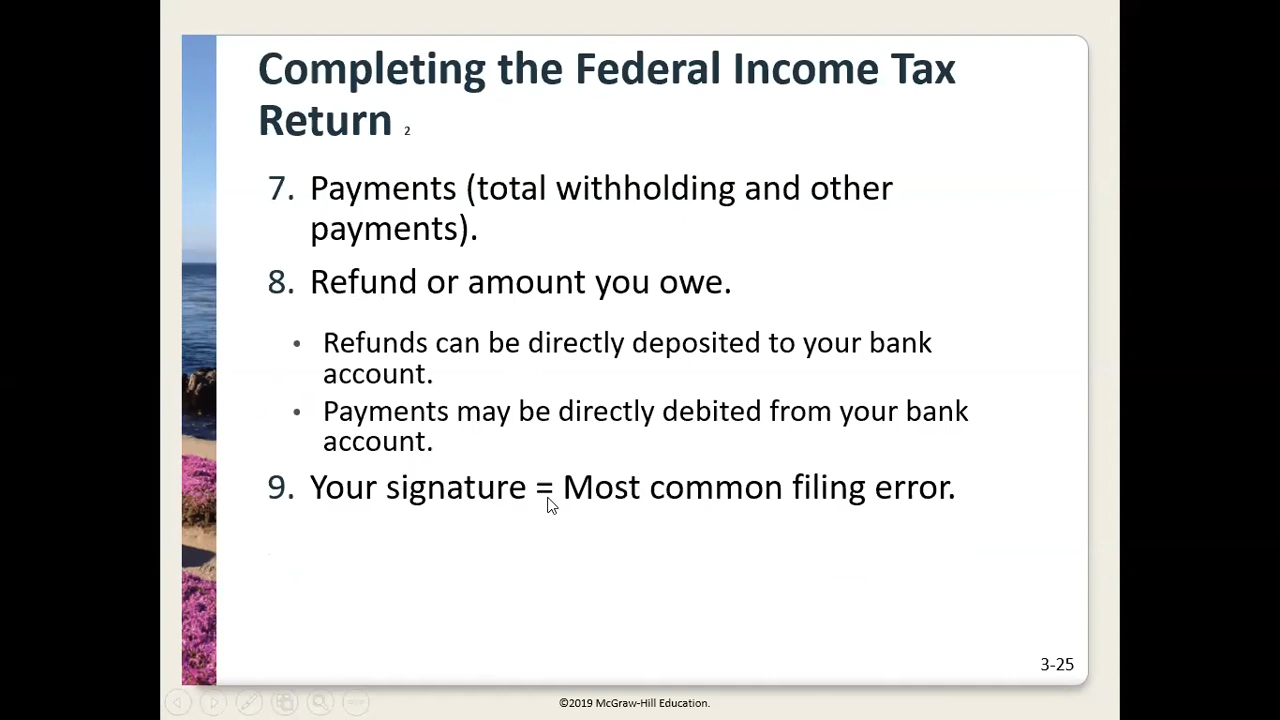 Completing the Federal Income Tax
Return 2
7. Payments (total withholding and other
payments).
8. Refund or amount you owe.
• Refunds can be directly deposited to your bank
account.
• Payments may be directly debited from your bank
account.
9. Your signature = Most common filing error.
3-25
©2019 McGraw-Hill Education.